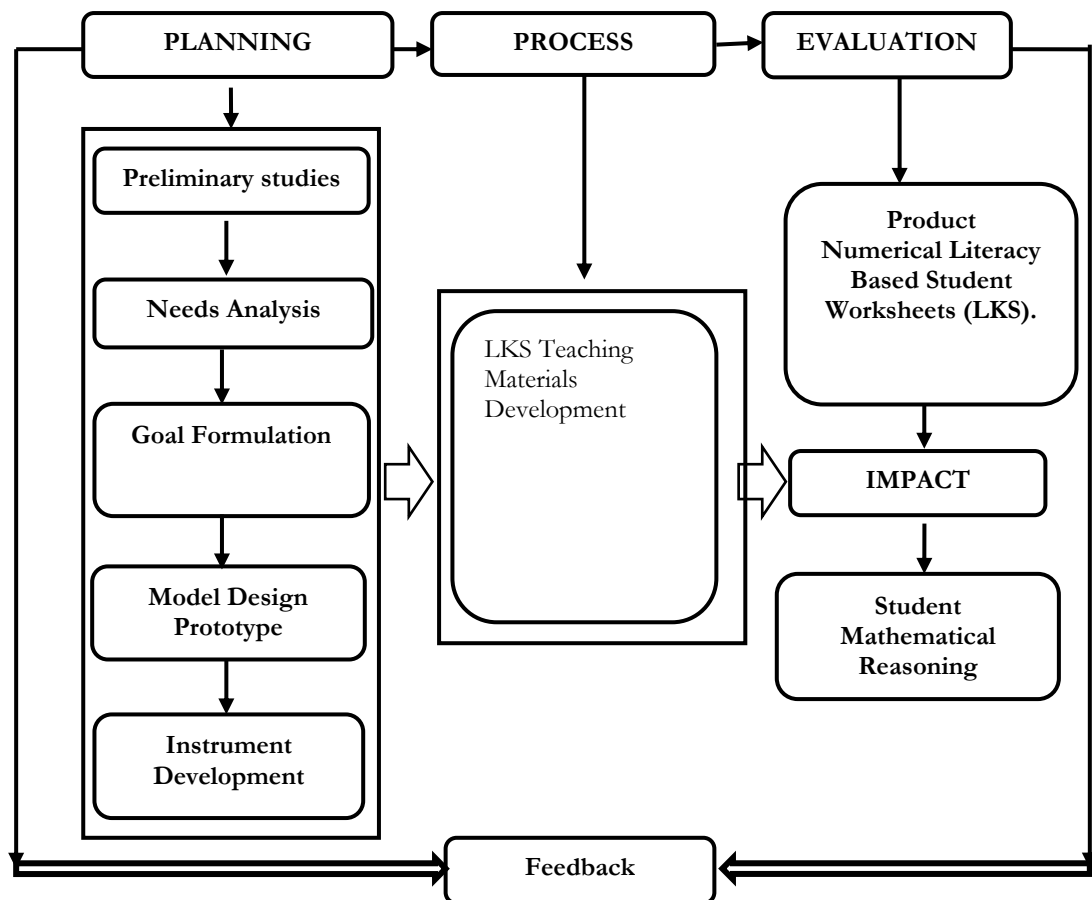 PLANNING
PROCESS
EVALUATION
Preliminary studies
Needs Analysis
Goal Formulation
Model Design
Prototype
Instrument
Development
LKS Teaching
Materials
Development
Product
Numerical Literacy
Based Student
Worksheets (LKS).
IMPACT
Student
Mathematical
Reasoning
Feedback